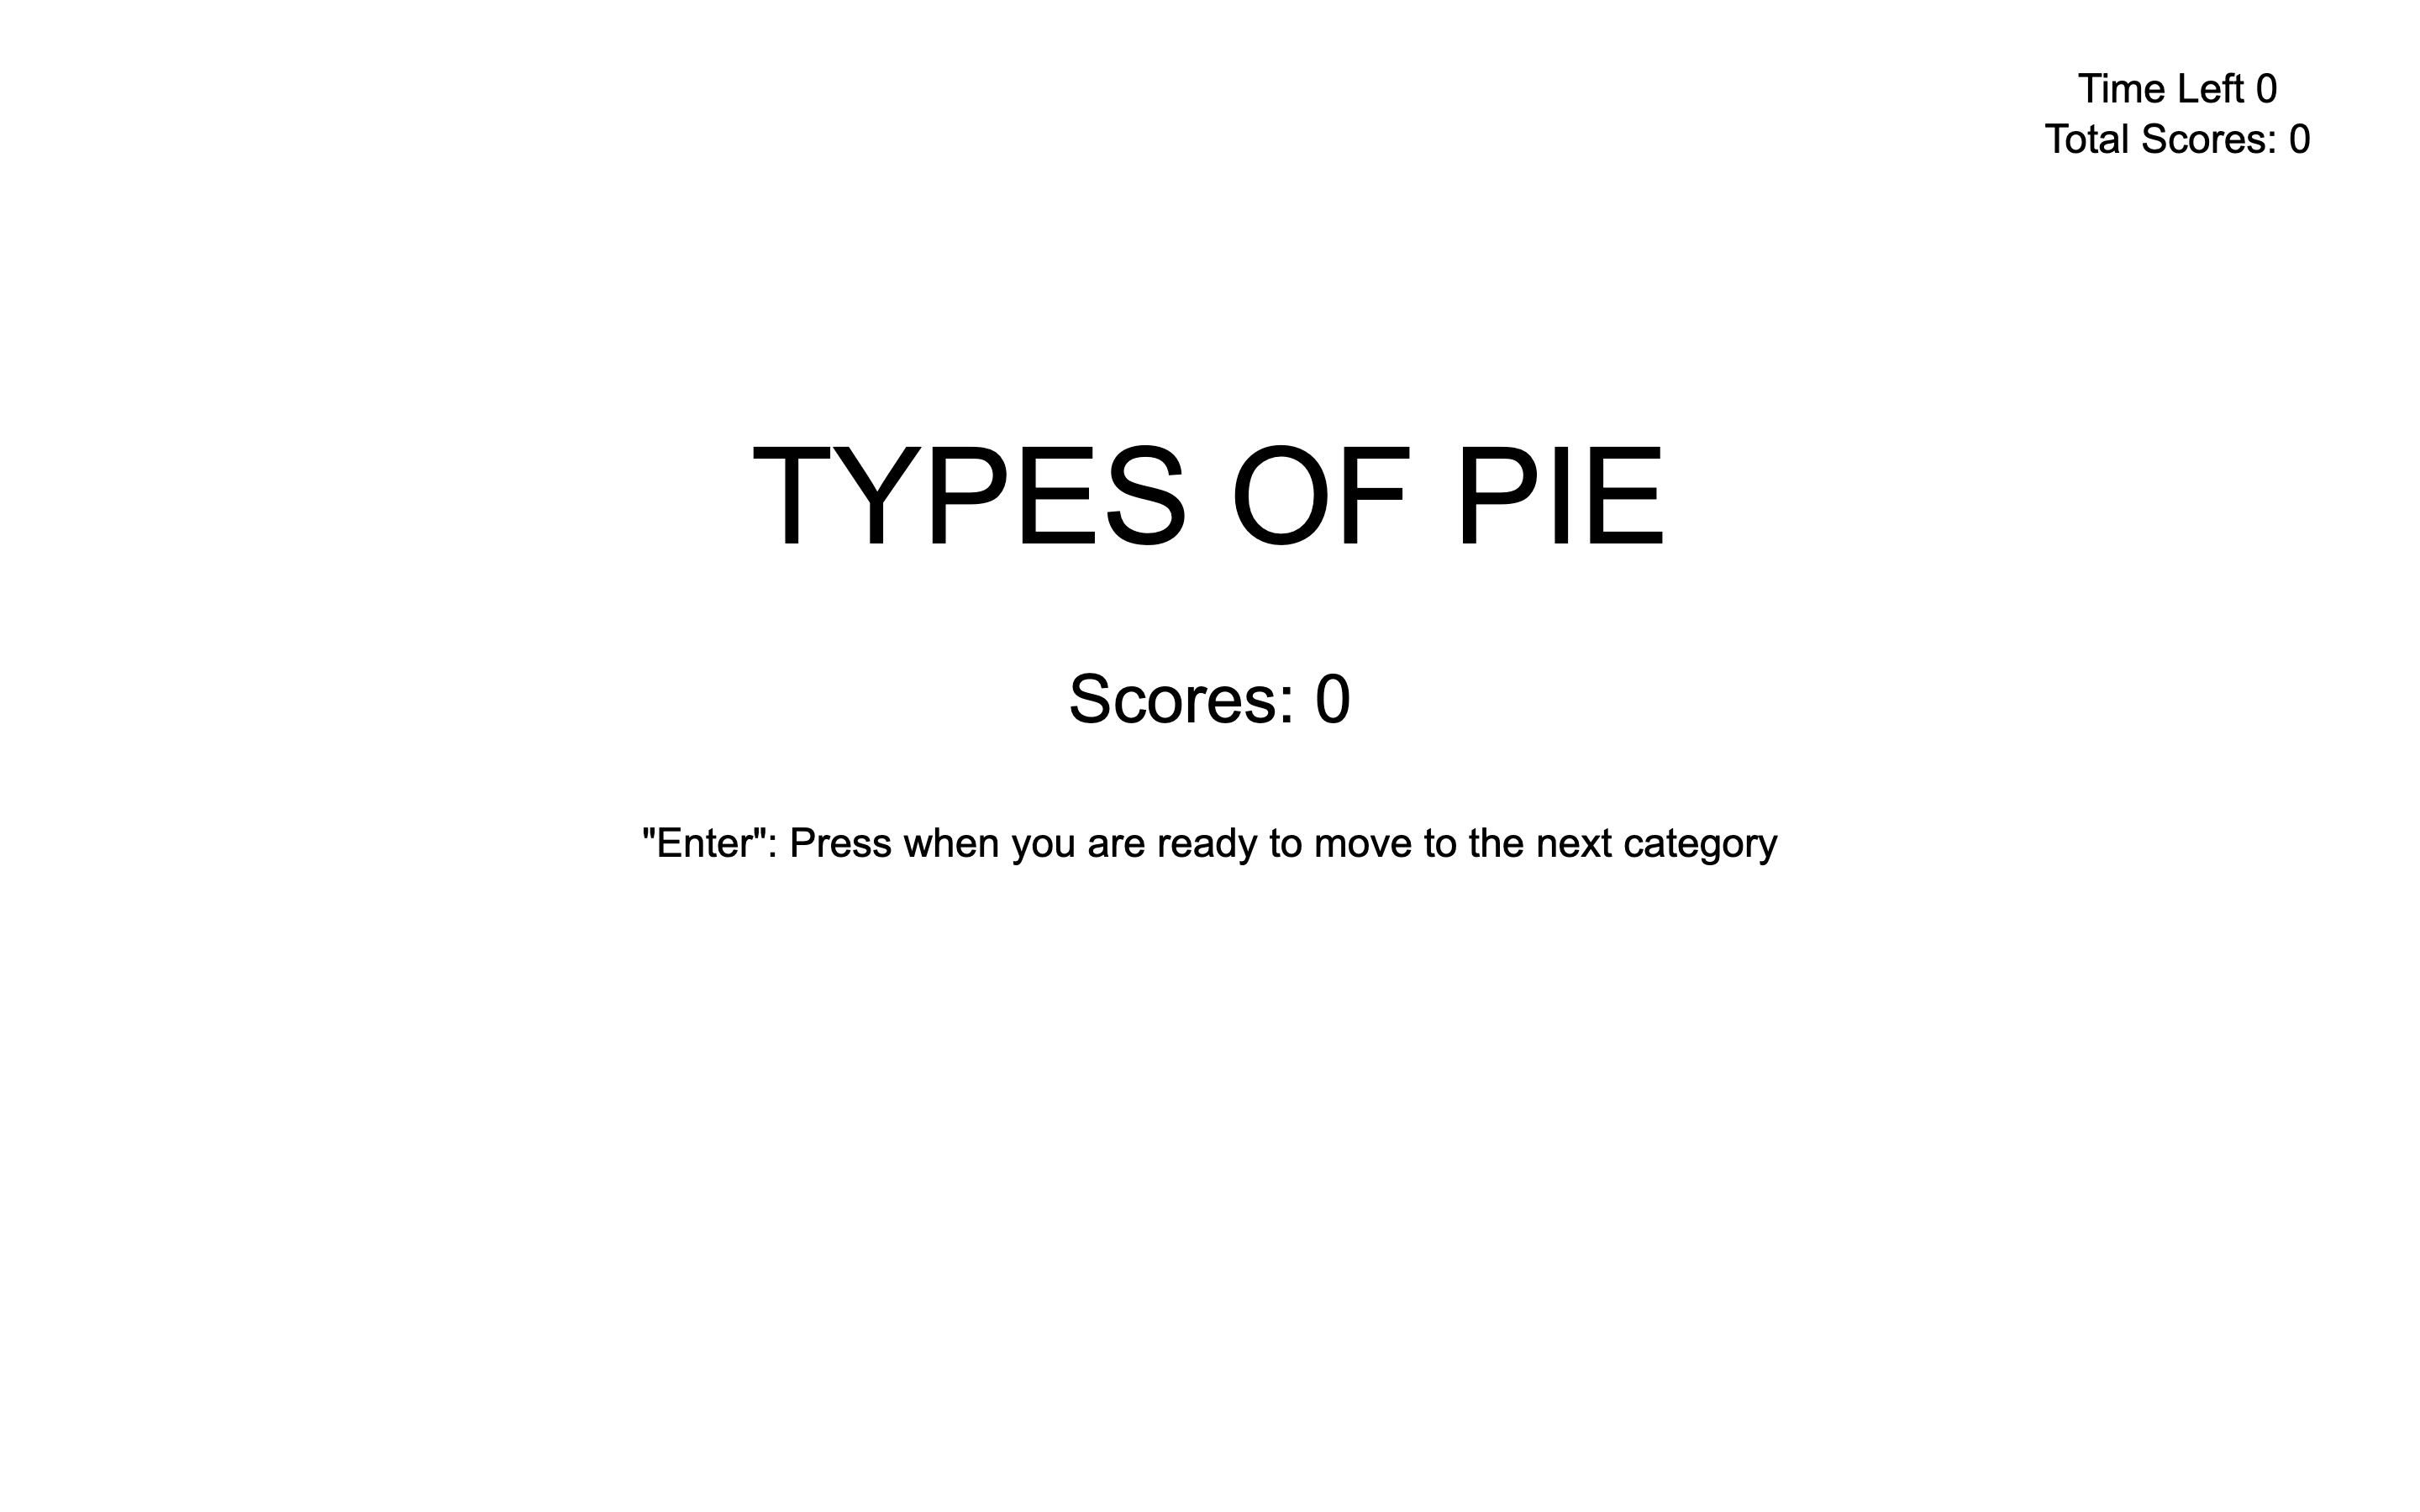 Time Left 0
Total Scores: 0
TYPES OF PIE
Scores: 0
"Enter": Press when you are ready to move to the next category